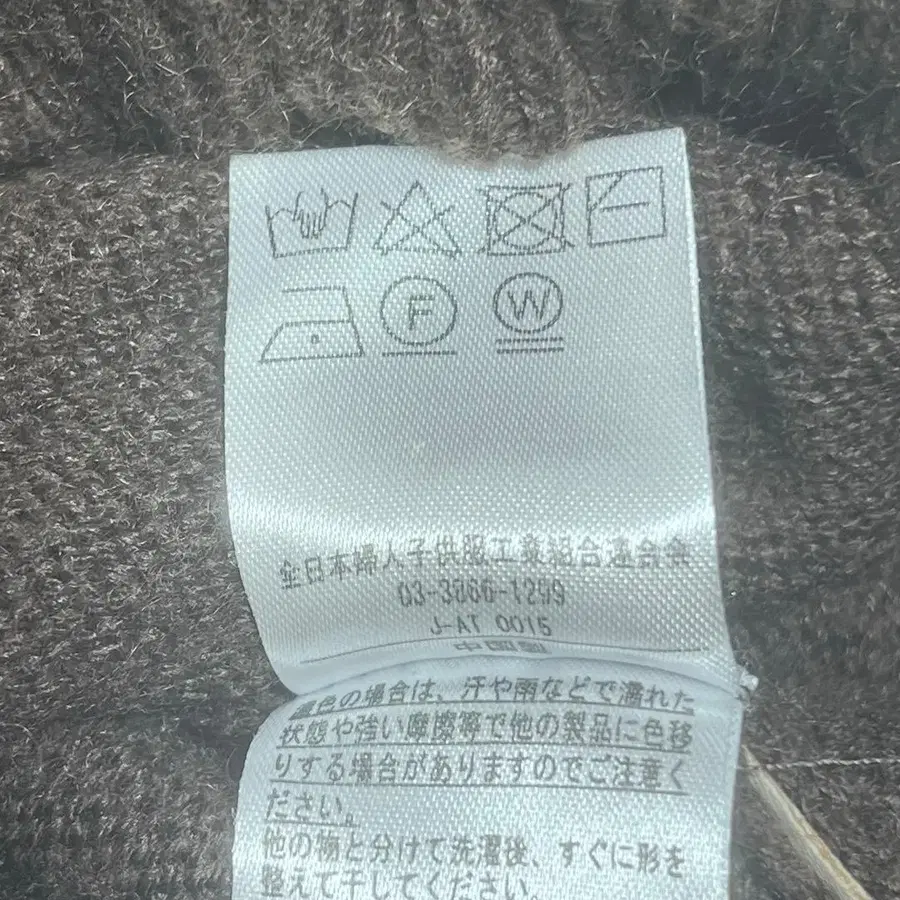 F
W
全日本婦人子供服工業組合連合会
03-3866-1299
J-AT 0015
中国製
濃色の場合は、汗や雨などで濡れた
状態や強い摩擦等で他の製品に色移
りする場合がありますのでご注意く
ださい。
他の物と分けて洗濯後、すぐに形を
整えて干してください。